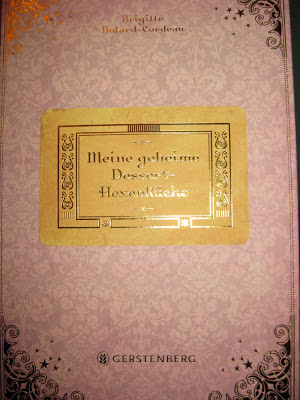 Brigitte
Bulard-Cordeau
Meine geheime
Dessert-
Hexenküche
GERSTENBERG